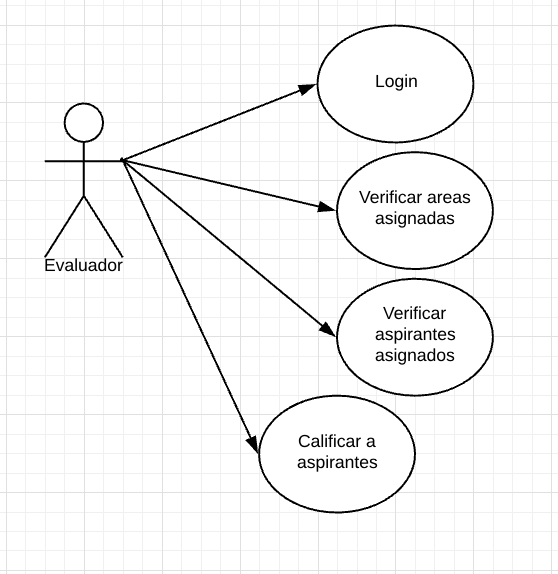 Login
Verificar areas
asignadas
Evaluador
Verificar
aspirantes
asignados
Calificar a
aspirantes